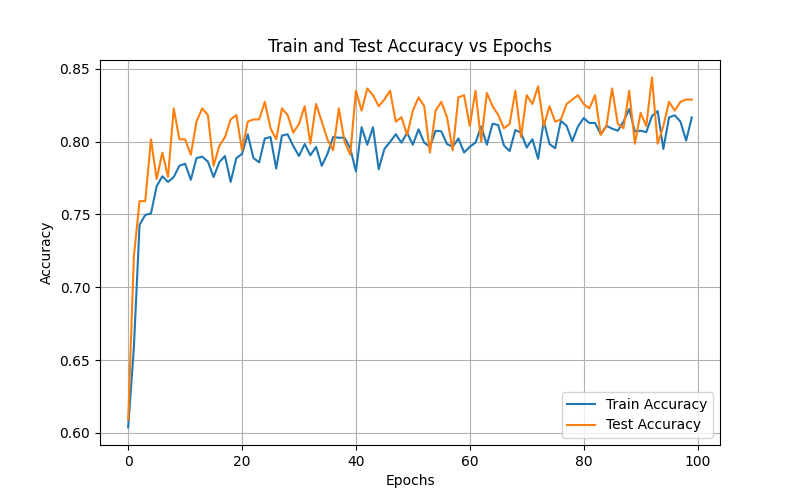 Train and Test Accuracy vs Epochs
0.85
0.80
0.75
0.70
0.65
0.60
Accuracy
0 20 40 60 80 100
Epochs
Train Accuracy
Test Accuracy